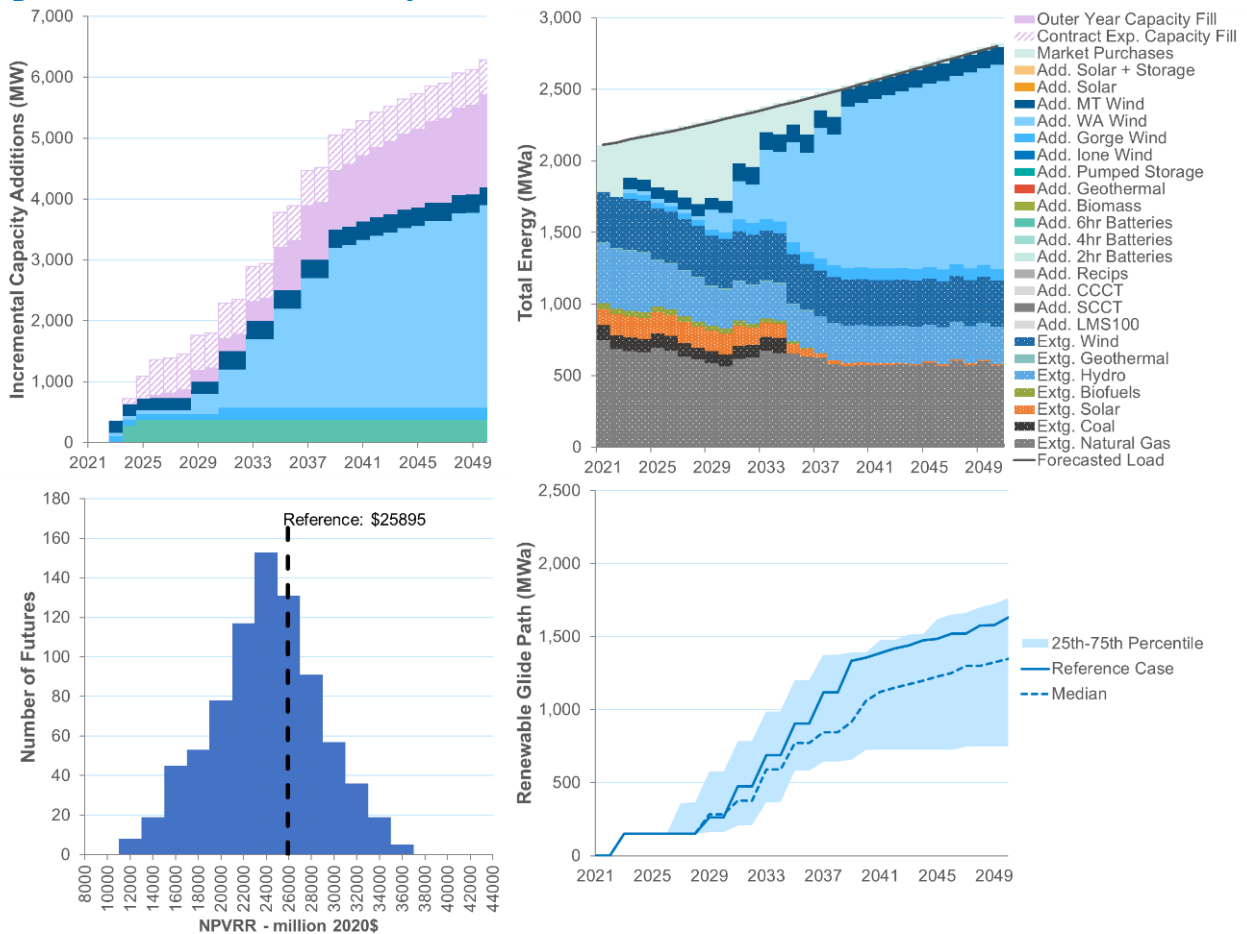 7,000
6,000
5,000
4,000
3,000
2,000
1,000
0
Incremental Capacity Additions (MW)
2021 2025 2029 2033 2037 2041 2045 2049
3,000
2,500
2,000
1,500
1,000
500
0
Total Energy (MWa)
2021 2025 2029 2033 2037 2041 2045 2049
Outer Year Capacity Fill
Contract Exp. Capacity Fill
Market Purchases
Add. Solar + Storage
Add. Solar
Add. MT Wind
Add. WA Wind
Add. Gorge Wind
Add. Ione Wind
Add. Pumped Storage
Add. Geothermal
Add. Biomass
Add. 6hr Batteries
Add. 4hr Batteries
Add. 2hr Batteries
Add. Recips
Add. CCCT
Add. SCCT
Add. LMS100
Extg. Wind
Extg. Geothermal
Extg. Hydro
Extg. Biofuels
Extg. Solar
Extg. Coal
Extg. Natural Gas
Forecasted Load
180
160
140
120
100
80
60
40
20
0
Number of Futures
Reference: $25895
8000 10000 12000 14000 16000 18000 20000 22000 24000 26000 28000 30000 32000 34000 36000 38000 40000 42000 44000
NPVRR - million 2020$
2,500
2,000
1,500
1,000
500
0
Renewable Glide Path (MWa)
2021 2025 2029 2033 2037 2041 2045 2049
25th-75th Percentile
Reference Case
Median